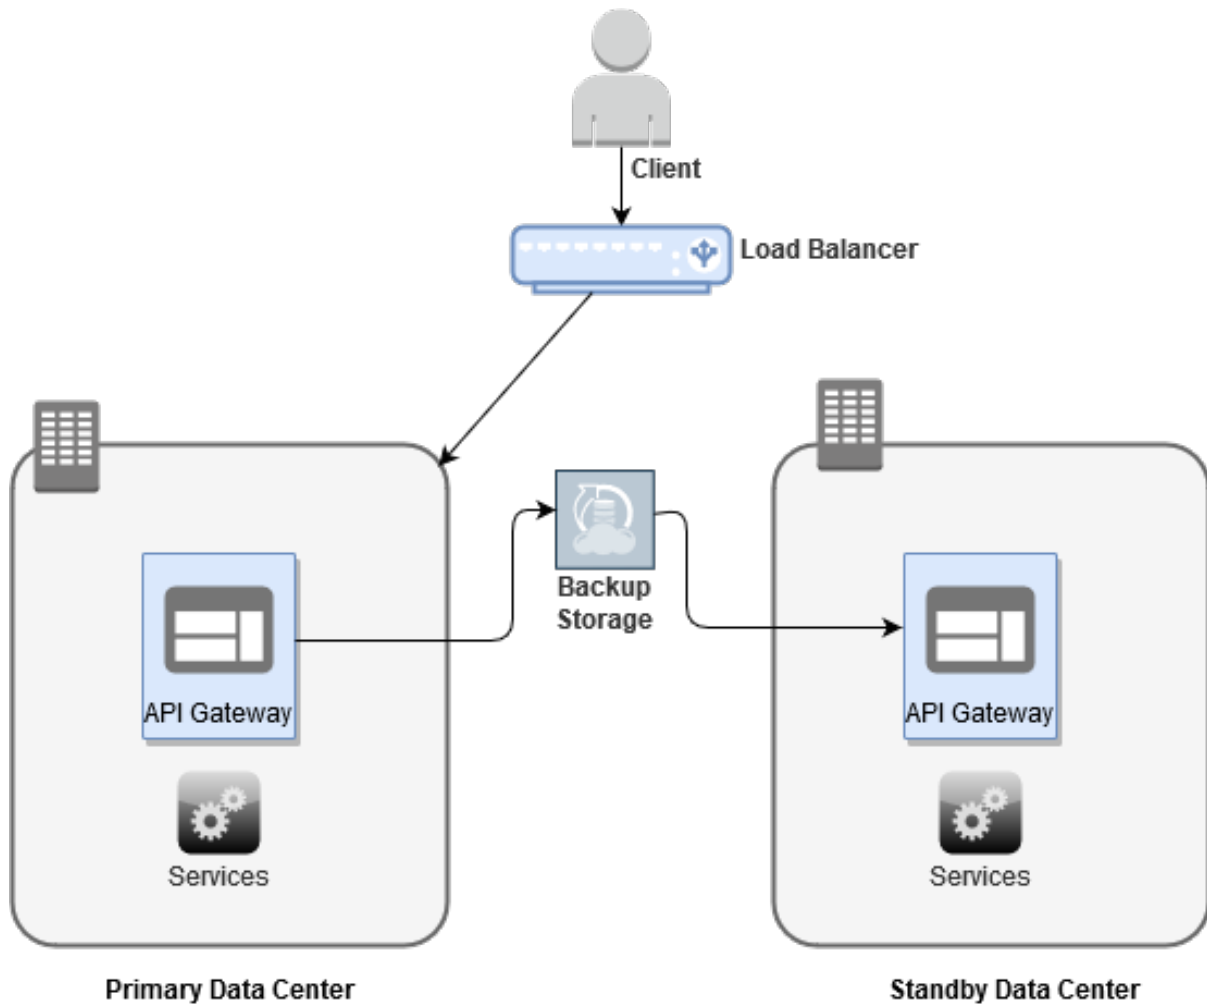 Client
Load Balancer
Backup
Storage
API Gateway
API Gateway
Services
Services
Primary Data Center
Standby Data Center